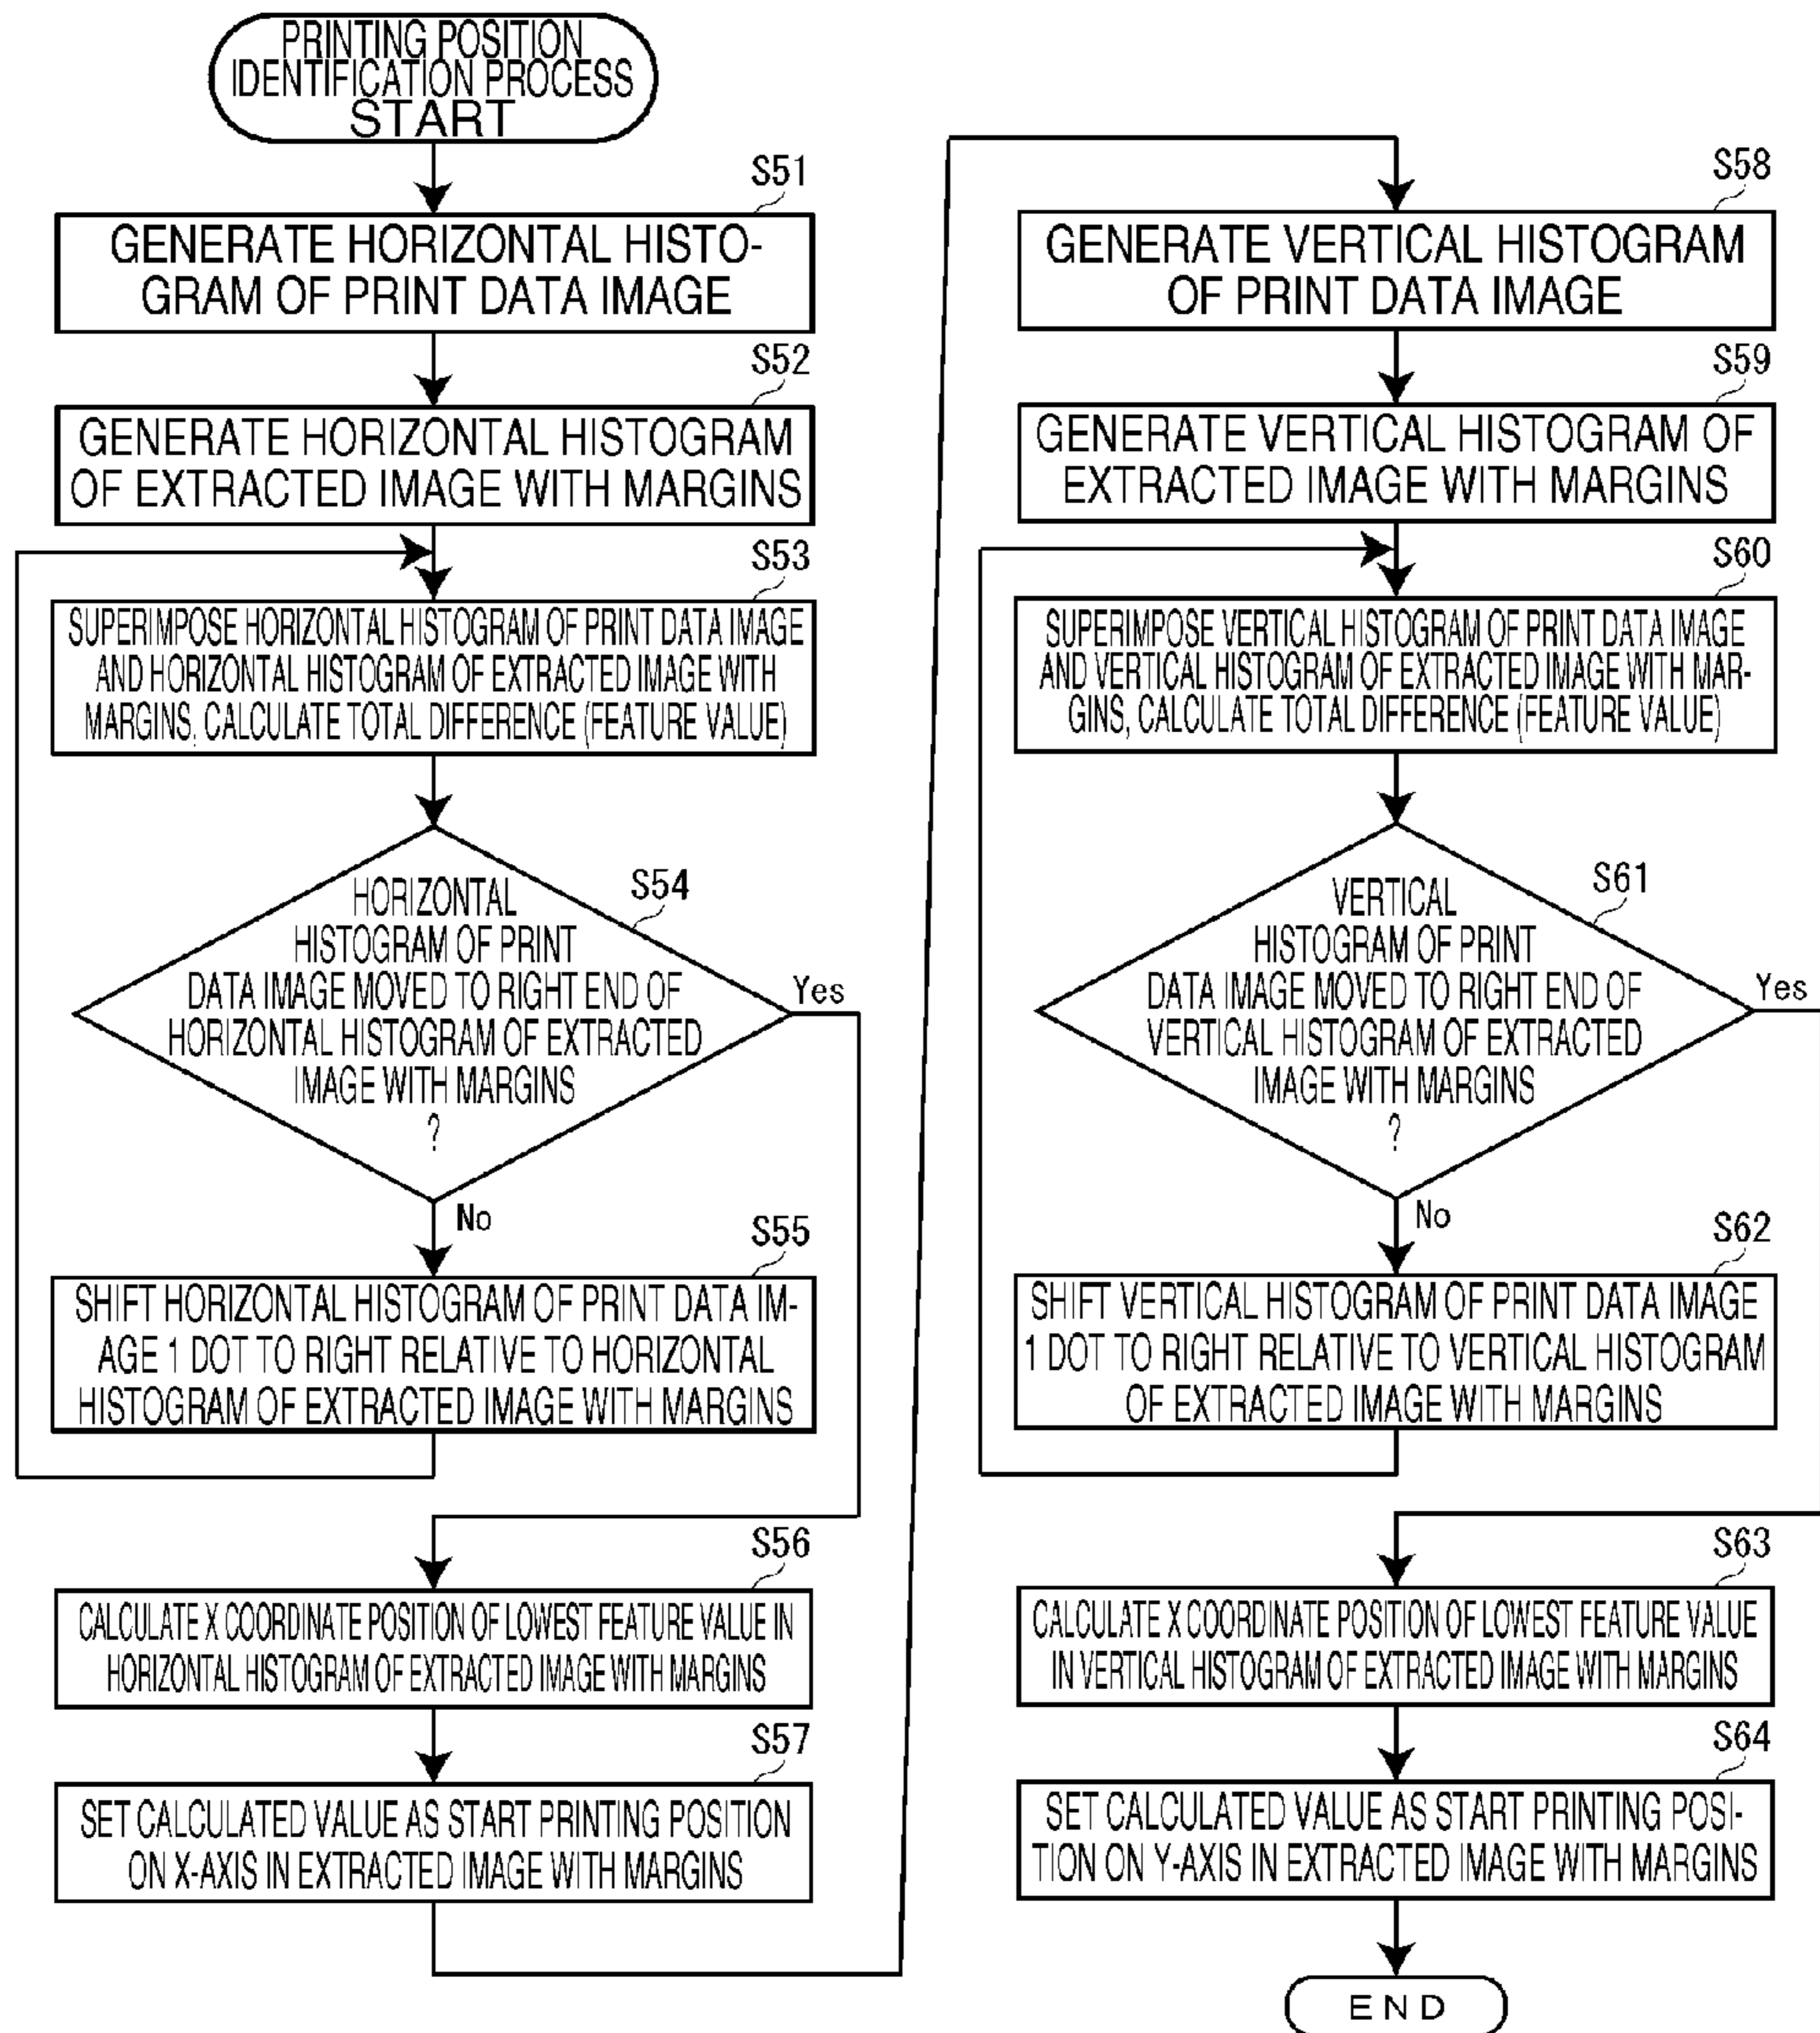 PRINTING POSITION
IDENTIFICATION PROCESS
START
S51
GENERATE HORIZONTAL HISTO-
GRAM OF PRINT DATA IMAGE
S52
GENERATE HORIZONTAL HISTOGRAM
OF EXTRACTED IMAGE WITH MARGINS
S53
SUPERIMPOSE HORIZONTAL HISTOGRAM OF PRINT DATA IMAGE
AND HORIZONTAL HISTOGRAM OF EXTRACTED IMAGE WITH
MARGINS, CALCULATE TOTAL DIFFERENCE (FEATURE VALUE)
S54
HORIZONTAL
HISTOGRAM OF PRINT
DATA IMAGE MOVED TO RIGHT END OF
HORIZONTAL HISTOGRAM OF EXTRACTED
IMAGE WITH MARGINS
?
Yes
No
S55
SHIFT HORIZONTAL HISTOGRAM OF PRINT DATA IM-
AGE 1 DOT TO RIGHT RELATIVE TO HORIZONTAL
HISTOGRAM OF EXTRACTED IMAGE WITH MARGINS
S56
CALCULATE X COORDINATE POSITION OF LOWEST FEATURE VALUE IN
HORIZONTAL HISTOGRAM OF EXTRACTED IMAGE WITH MARGINS
S57
SET CALCULATED VALUE AS START PRINTING POSITION
ON X-AXIS IN EXTRACTED IMAGE WITH MARGINS
S58
GENERATE VERTICAL HISTOGRAM
OF PRINT DATA IMAGE
S59
GENERATE VERTICAL HISTOGRAM OF
EXTRACTED IMAGE WITH MARGINS
S60
SUPERIMPOSE VERTICAL HISTOGRAM OF PRINT DATA IMAGE
AND VERTICAL HISTOGRAM OF EXTRACTED IMAGE WITH MAR-
GINS, CALCULATE TOTAL DIFFERENCE (FEATURE VALUE)
S61
VERTICAL
HISTOGRAM OF PRINT
DATA IMAGE MOVED TO RIGHT END OF
VERTICAL HISTOGRAM OF EXTRACTED
IMAGE WITH MARGINS
?
Yes
No
S62
SHIFT VERTICAL HISTOGRAM OF PRINT DATA IMAGE
1 DOT TO RIGHT RELATIVE TO VERTICAL HISTOGRAM
OF EXTRACTED IMAGE WITH MARGINS
S63
CALCULATE X COORDINATE POSITION OF LOWEST FEATURE VALUE
IN VERTICAL HISTOGRAM OF EXTRACTED IMAGE WITH MARGINS
S64
SET CALCULATED VALUE AS START PRINTING POSI-
TION ON Y-AXIS IN EXTRACTED IMAGE WITH MARGINS
END